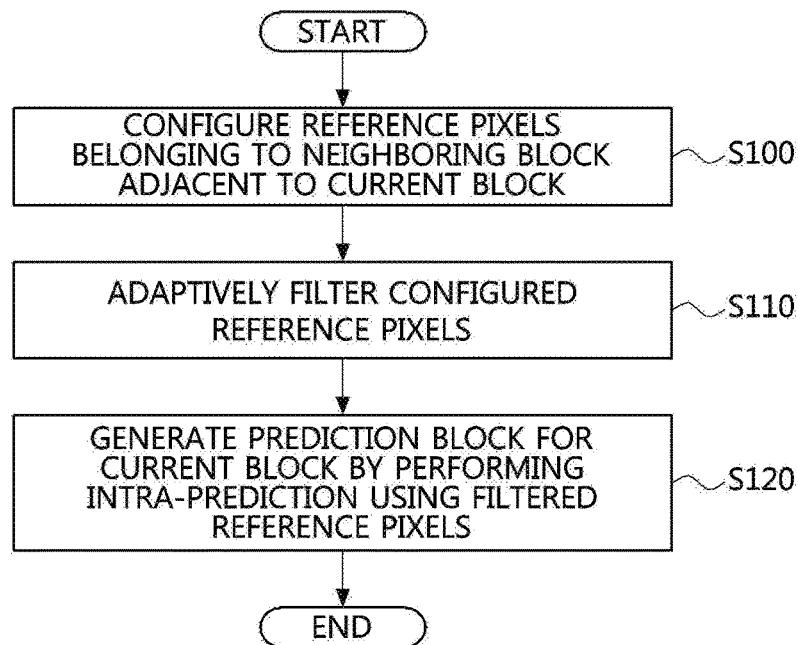 START
CONFIGURE REFERENCE PIXELS
BELONGING TO NEIGHBORING BLOCK
ADJACENT TO CURRENT BLOCK
S100
ADAPTIVELY FILTER CONFIGURED
REFERENCE PIXELS
S110
GENERATE PREDICTION BLOCK FOR
CURRENT BLOCK BY PERFORMING
INTRA-PREDICTION USING FILTERED
REFERENCE PIXELS
S120
END